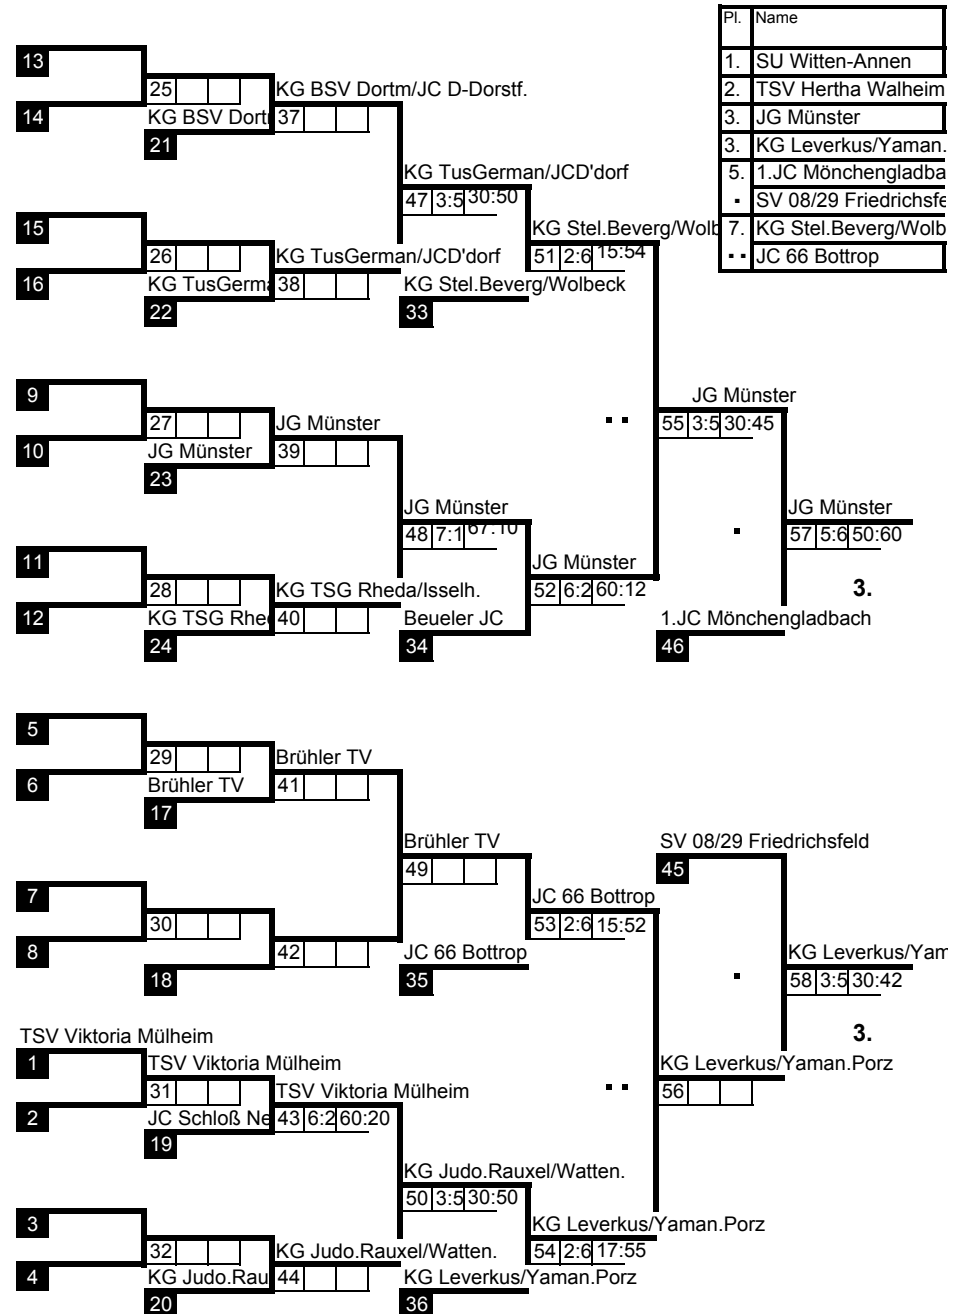 Pl. Name
1. SU Witten-Annen
2. TSV Hertha Walheim
3. JG Münster
3. KG Leverkus/Yaman.
5. 1.JC Mönchengladba
▪ SV 08/29 Friedrichsfe
7. KG Stel.Beverg/Wolb
▪ ▪ JC 66 Bottrop
13
25 KG BSV Dortm/JC D-Dorstf.
14 KG BSV Dort 37
21
KG TusGerman/JCD'dorf
47 3:5 30:50
15 KG Stel.Beverg/Wolb
26 KG TusGerman/JCD'dorf 51 2:6 15:54
16 KG TusGerma 38 KG Stel.Beverg/Wolbeck
22 33
9 JG Münster
27 JG Münster ▪ ▪ 55 3:5 30:45
10 JG Münster 39
23
JG Münster JG Münster
48 7:1 67:10 ▪ 57 5:6 50:60
11 JG Münster
28 KG TSG Rheda/Isselh. 52 6:2 60:12 3.
12 KG TSG Rhe 40 Beueler JC 1.JC Mönchengladbach
24 34 46
5
29 Brühler TV
6 Brühler TV 41
17
Brühler TV SV 08/29 Friedrichsfeld
49 45
7 JC 66 Bottrop
30 53 2:6 15:52
8 42 JC 66 Bottrop KG Leverkus/Yam
18 35 ▪ 58 3:5 30:42
TSV Viktoria Mülheim 3.
1 TSV Viktoria Mülheim KG Leverkus/Yaman.Porz
31 TSV Viktoria Mülheim ▪ ▪ 56
2 JC Schloß Ne 43 6:2 60:20
19
KG Judo.Rauxel/Watten.
50 3:5 30:50
3 KG Leverkus/Yaman.Porz
32 KG Judo.Rauxel/Watten. 54 2:6 17:55
4 KG Judo.Rau 44 KG Leverkus/Yaman.Porz
20 36